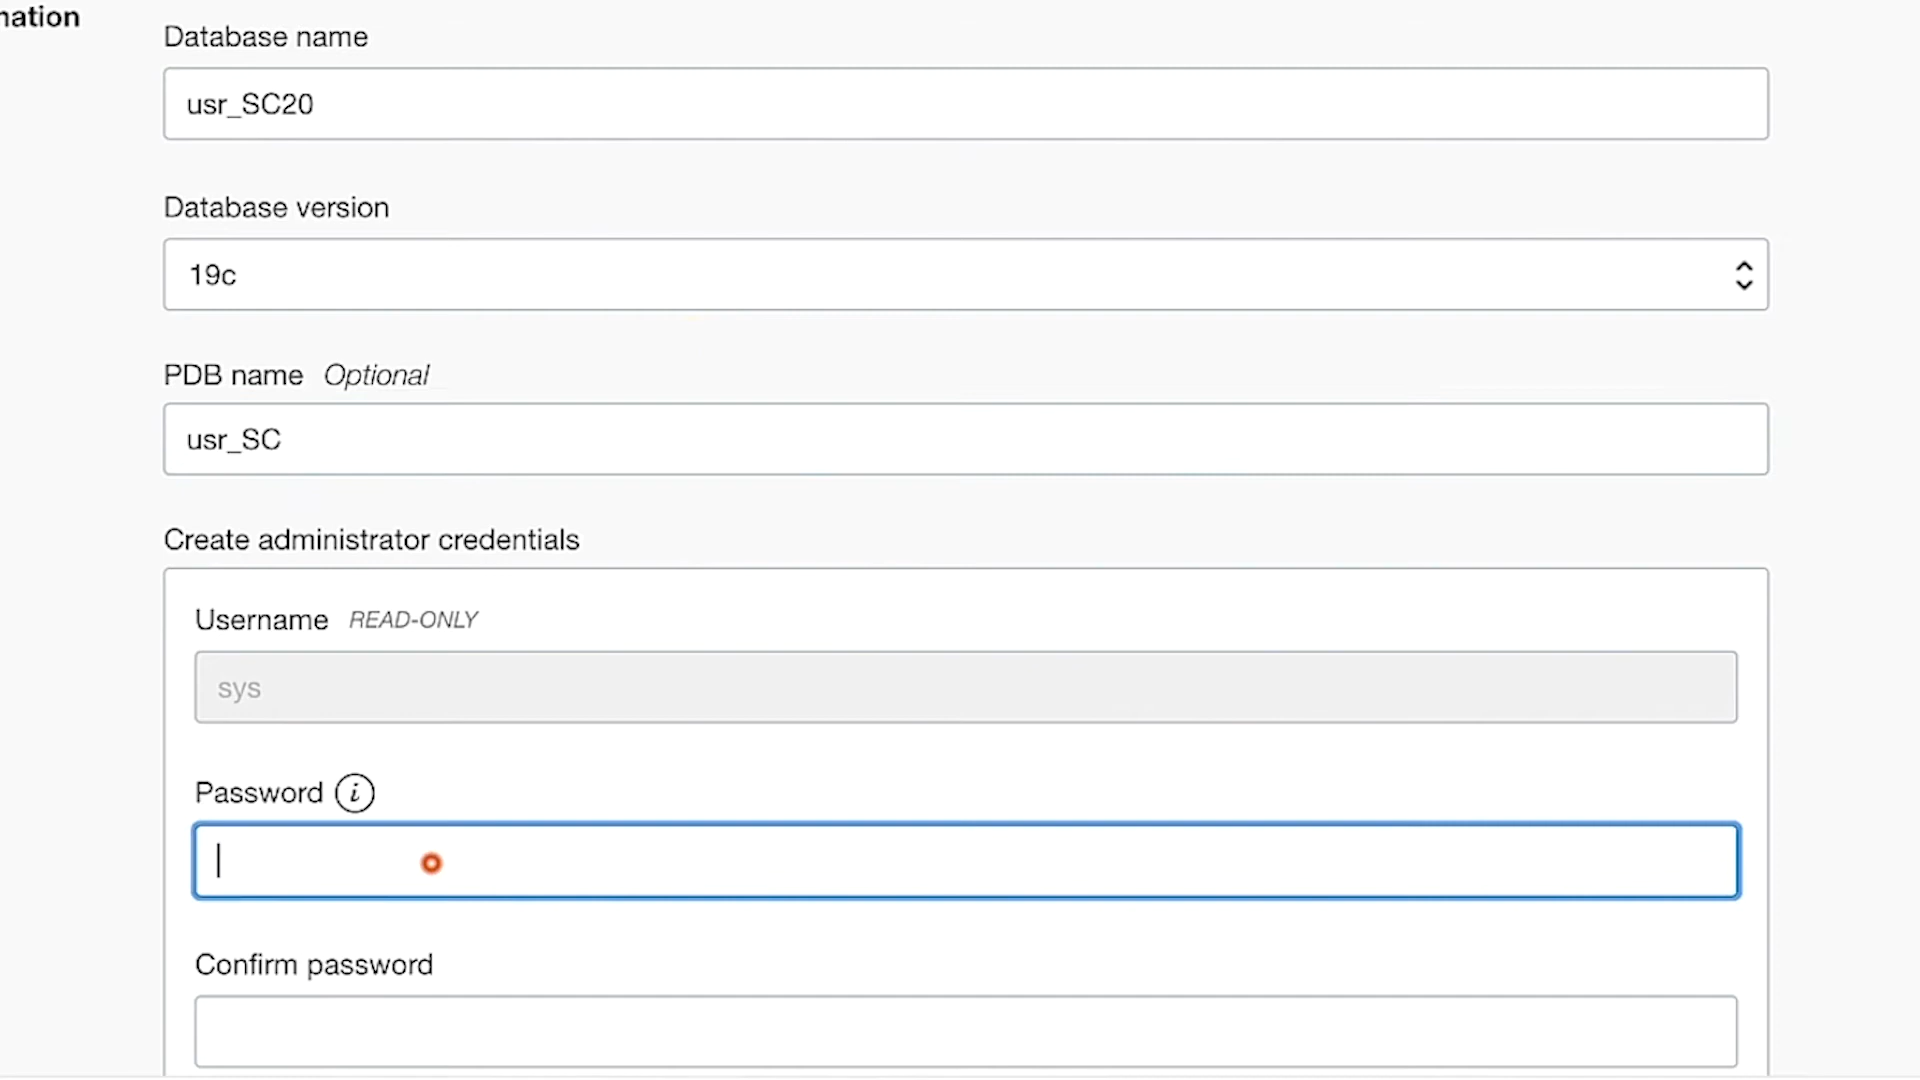 Database name
usr_SC20
Database version
19c
PDB name Optional
usr_SC
Create administrator credentials
Username READ-ONLY
sys
Password i
Confirm password